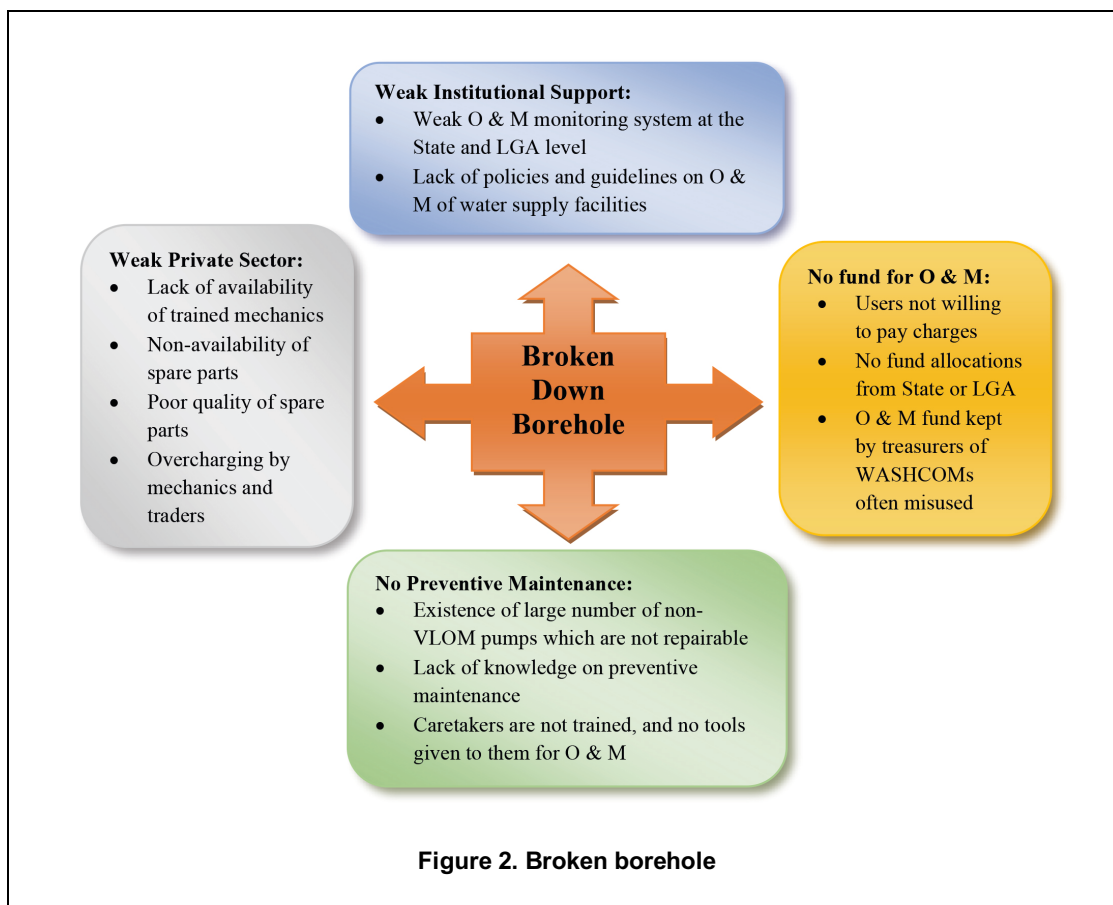 Weak Institutional Support:
• Weak O & M monitoring system at the
State and LGA level
• Lack of policies and guidelines on O &
M of water supply facilities
Weak Private Sector:
• Lack of availability
of trained mechanics
• Non-availability of
spare parts
• Poor quality of spare
parts
• Overcharging by
mechanics and
traders
Broken
Down
Borehole
No fund for O & M:
• Users not willing
to pay charges
• No fund allocations
from State or LGA
• O & M fund kept
by treasurers of
WASHCOMs
often misused
No Preventive Maintenance:
• Existence of large number of non-
VLOM pumps which are not repairable
• Lack of knowledge on preventive
maintenance
• Caretakers are not trained, and no tools
given to them for O & M
Figure 2. Broken borehole